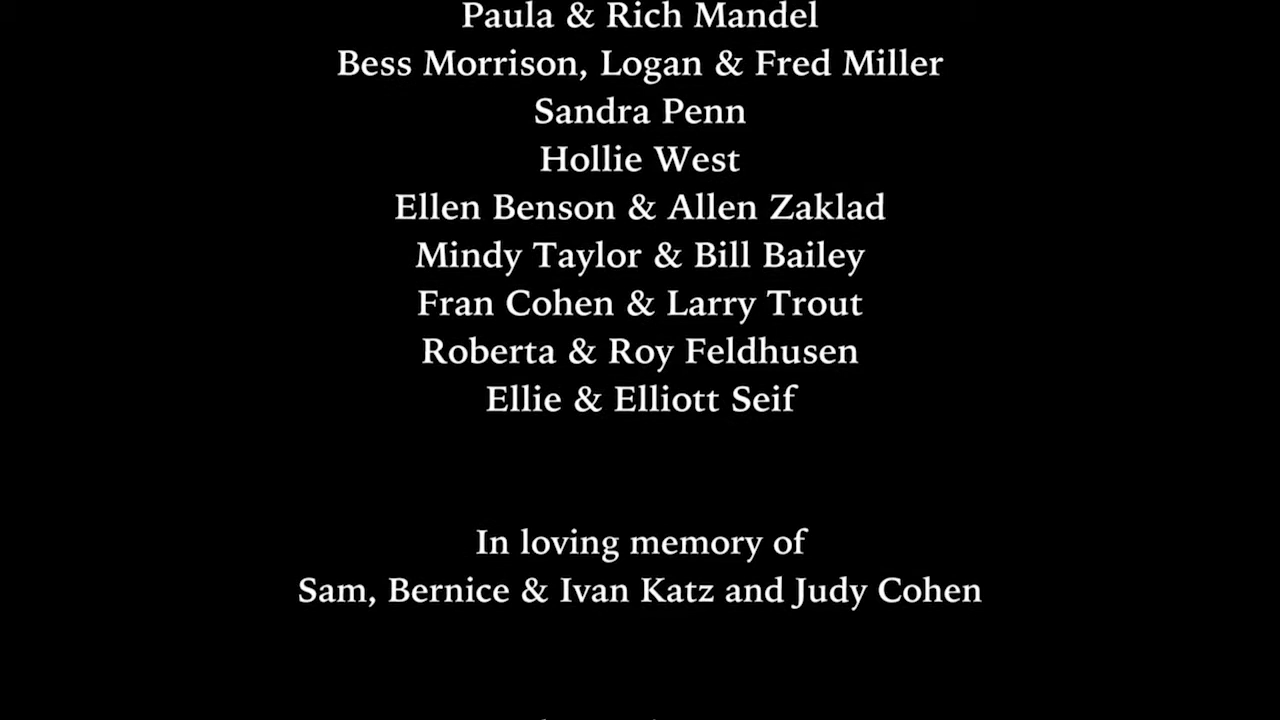 Paula & Rich Mandel
Bess Morrison, Logan & Fred Miller
Sandra Penn
Hollie West
Ellen Benson & Allen Zaklad
Mindy Taylor & Bill Bailey
Fran Cohen & Larry Trout
Roberta & Roy Feldhusen
Ellie & Elliott Seif
In loving memory of
Sam, Bernice & Ivan Katz and Judy Cohen